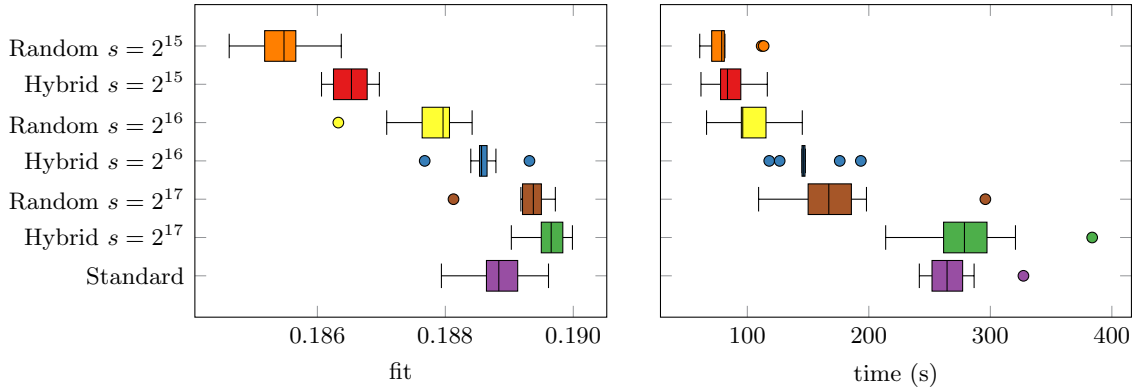 Random s = 2^15
Hybrid s = 2^15
Random s = 2^16
Hybrid s = 2^16
Random s = 2^17
Hybrid s = 2^17
Standard
0.186 0.188 0.190
fit
100 200 300 400
time (s)